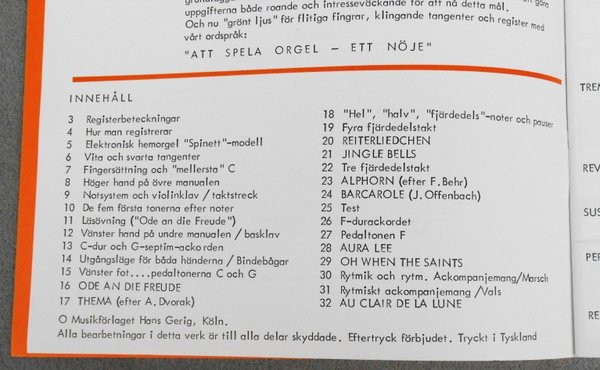 göra
uppgifterna både roande och intresseväckande för att nå detta mål.
Och nu "grönt ljus" för flitiga fingrar, klingande tangenter och register med
vårt ordspråk:
"ATT SPELA ORGEL – ETT NÖJE"
INNEHÅLL
3 Registerbeteckningar
4 Hur man registrerar
5 Elektronisk hemorgel "Spinett"-modell
6 Vita och svarta tangenter
7 Fingersättning och "mellersta" C
8 Höger hand på övre manualen
9 Notsystem och violinklav / taktstreck
10 De fem första tonerna efter noter
11 Läsövning ("Ode an die Freude")
12 Vänster hand på undre manualen / basklav
13 C-dur och G-septim-ackorden
14 Utgångsläge för båda händerna / Bindebågar
15 Vänster fot....pedaltonerna C och G
16 ODE AN DIE FREUDE
17 THEMA (efter A. Dvorak)
18 "Hel", "halv", "fjärdedels"-noter och pauser
19 Fyra fjärdedelstakt
20 REITERLIEDCHEN
21 JINGLE BELLS
22 Tre fjärdedelstakt
23 ALPHORN (efter F. Behr)
24 BARCAROLE (J. Offenbach)
25 Test
26 F-durackordet
27 Pedaltonen F
28 AURA LEE
29 OH WHEN THE SAINTS
30 Rytmik och rytm. Ackompanjemang/Marsch
31 Rytmiskt ackompanjemang /Vals
32 AU CLAIR DE LA LUNE
O Musikförlaget Hans Gerig, Köln.
Alla bearbetningar i detta verk är till alla delar skyddade. Eftertryck förbjudet. Tryckt i Tyskland
TREM
REV
SUS
PER
RE